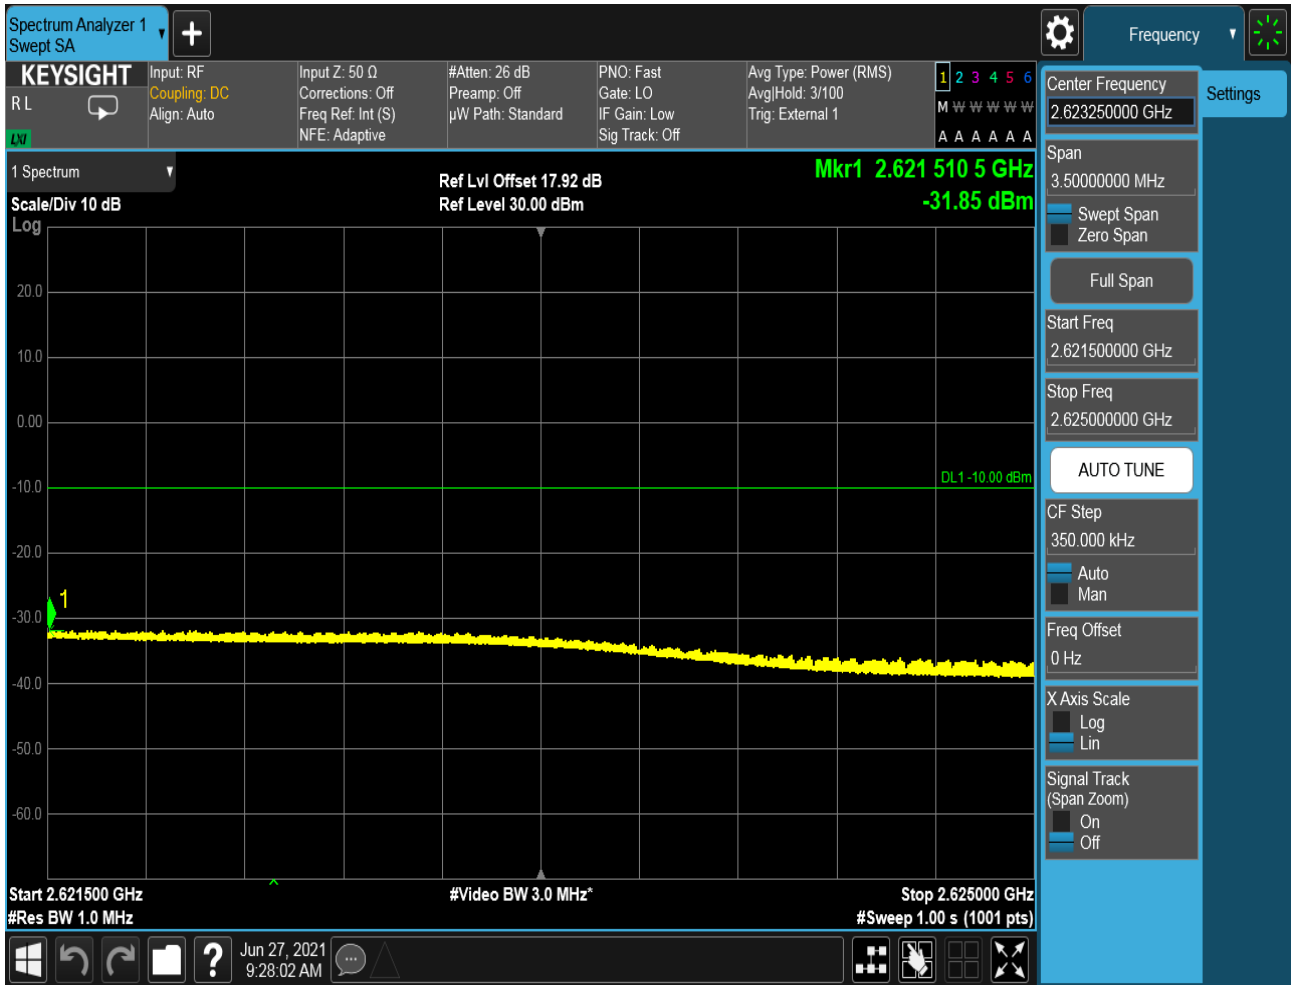 Spectrum Analyzer 1
Swept SA
Frequency
KEYSIGHT
R L
LXI
Input: RF
Coupling: DC
Align: Auto
Input Z: 50 Ω
Corrections: Off
Freq Ref: Int (S)
NFE: Adaptive
#Atten: 26 dB
Preamp: Off
µW Path: Standard
PNO: Fast
Gate: LO
IF Gain: Low
Sig Track: Off
Avg Type: Power (RMS)
Avg|Hold: 3/100
Trig: External 1
1 2 3 4 5 6
M W W W W W
A A A A A A
1 Spectrum
Scale/Div 10 dB
Log
Ref Lvl Offset 17.92 dB
Ref Level 30.00 dBm
Mkr1 2.621 510 5 GHz
-31.85 dBm
20.0
10.0
0.00
-10.0
DL1 -10.00 dBm
-20.0
1
-30.0
-40.0
-50.0
-60.0
Start 2.621500 GHz
#Video BW 3.0 MHz*
Stop 2.625000 GHz
#Res BW 1.0 MHz
#Sweep 1.00 s (1001 pts)
Jun 27, 2021
9:28:02 AM
Center Frequency
2.623250000 GHz
Settings
Span
3.50000000 MHz
Swept Span
Zero Span
Full Span
Start Freq
2.621500000 GHz
Stop Freq
2.625000000 GHz
AUTO TUNE
CF Step
350.000 kHz
Auto
Man
Freq Offset
0 Hz
X Axis Scale
Log
Lin
Signal Track
(Span Zoom)
On
Off